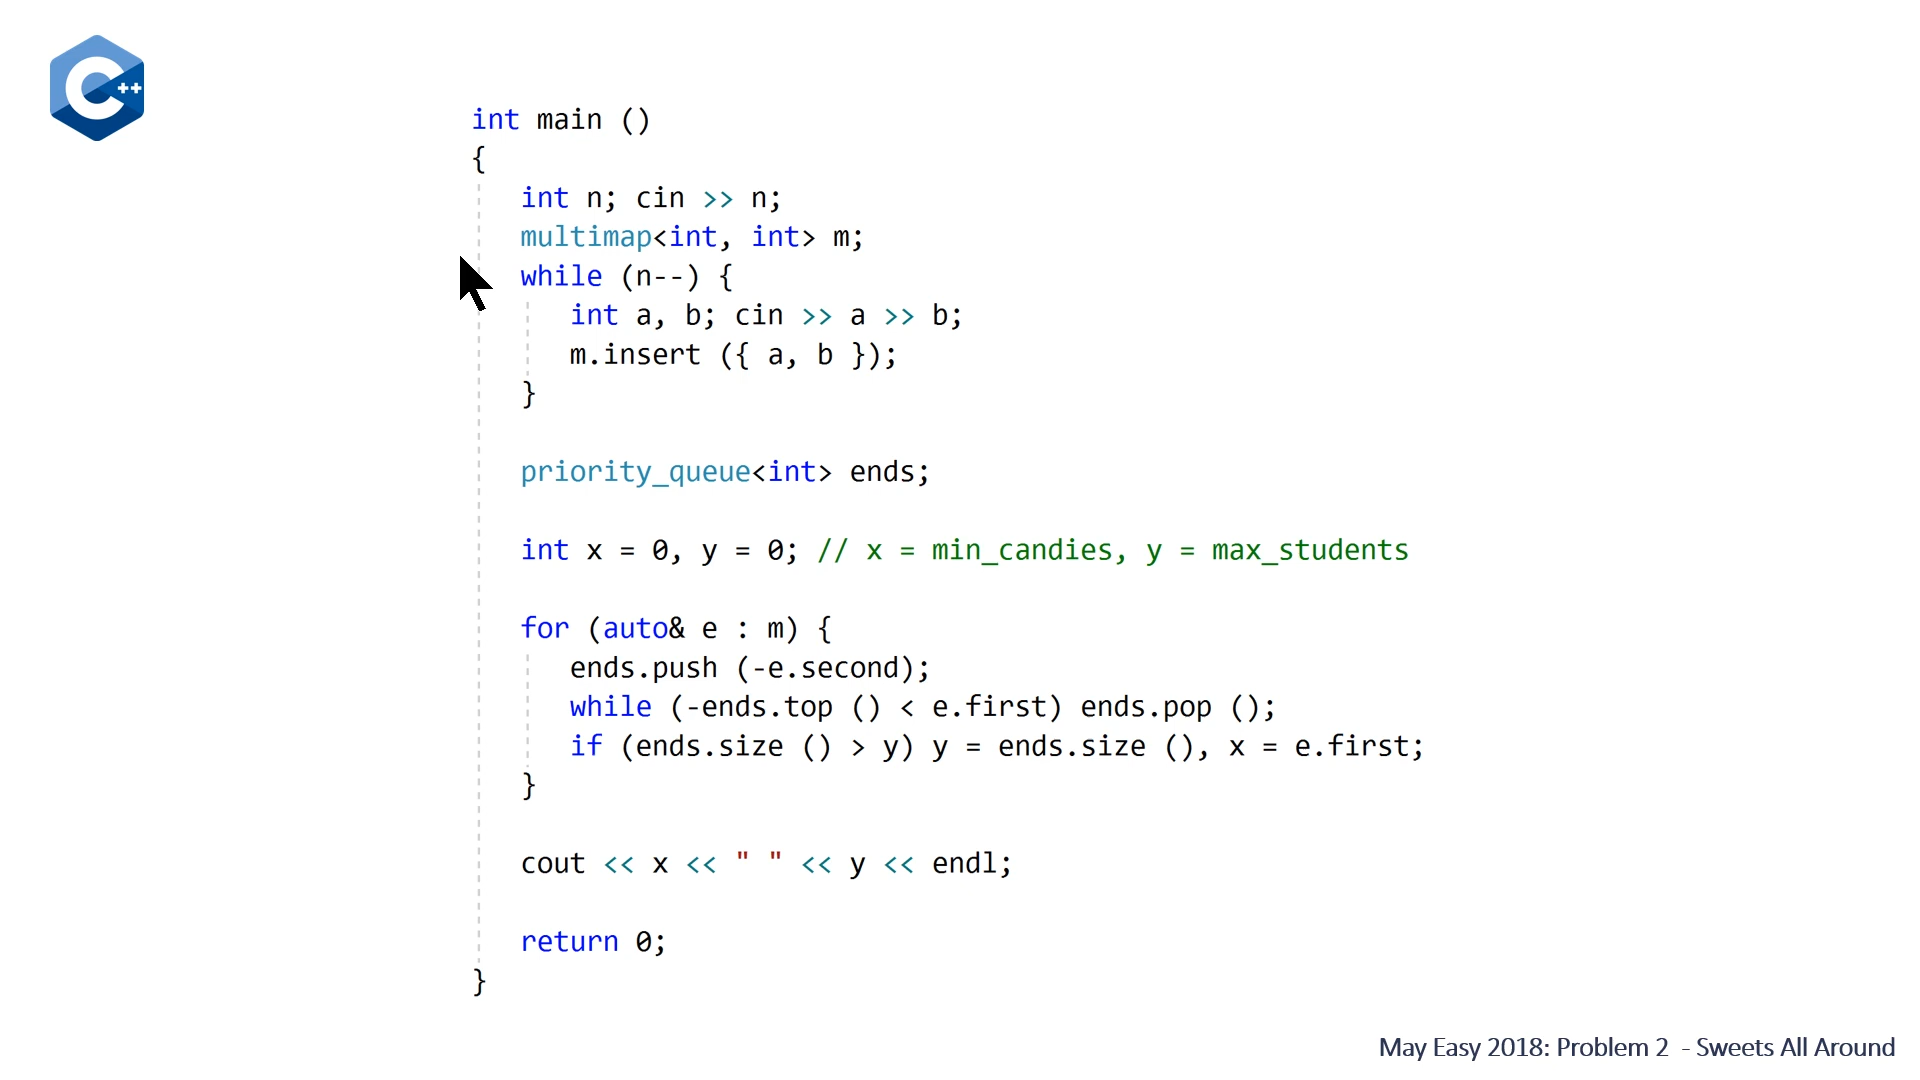 C++
int main ()
{
int n; cin >> n;
multimap<int, int> m;
while (n--) {
int a, b; cin >> a >> b;
m.insert ({ a, b });
}
priority_queue<int> ends;
int x = 0, y = 0; // x = min_candies, y = max_students
for (auto& e : m) {
ends.push (-e.second);
while (-ends.top () < e.first) ends.pop ();
if (ends.size () > y) y = ends.size (), x = e.first;
}
cout << x << " " << y << endl;
return 0;
}
May Easy 2018: Problem 2 - Sweets All Around